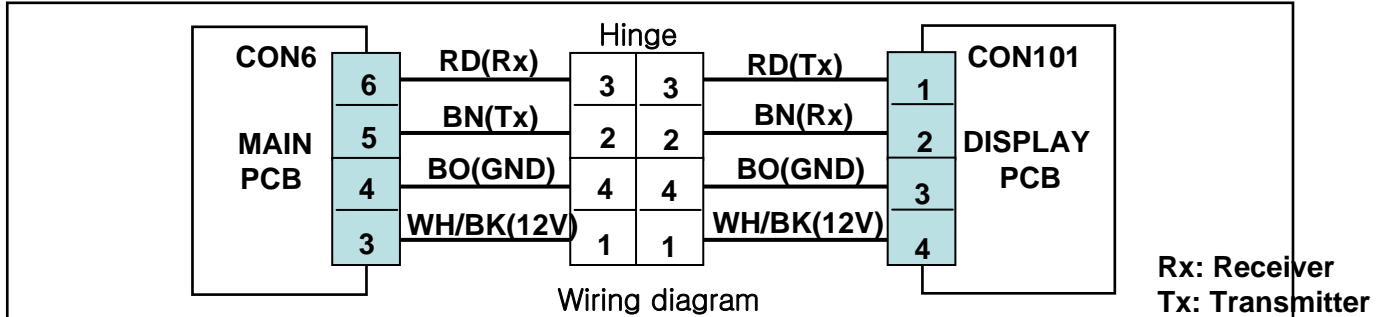 Hinge
CON6 RD(Rx) RD(Tx) CON101
6 3 3 1
BN(Tx) BN(Rx)
MAIN 5 2 2 2 DISPLAY
PCB BO(GND) BO(GND) PCB
4 4 4 3
WH/BK(12V) WH/BK(12V)
3 1 1 4
Rx: Receiver
Wiring diagram Tx: Transmitter